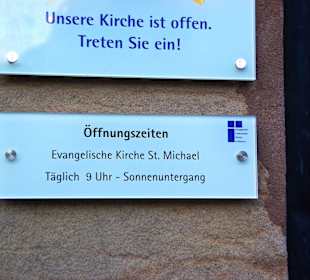 Unsere Kirche ist offen.
Treten Sie ein!
Öffnungszeiten
Evangelische Kirche St. Michael
Täglich 9 Uhr - Sonnenuntergang